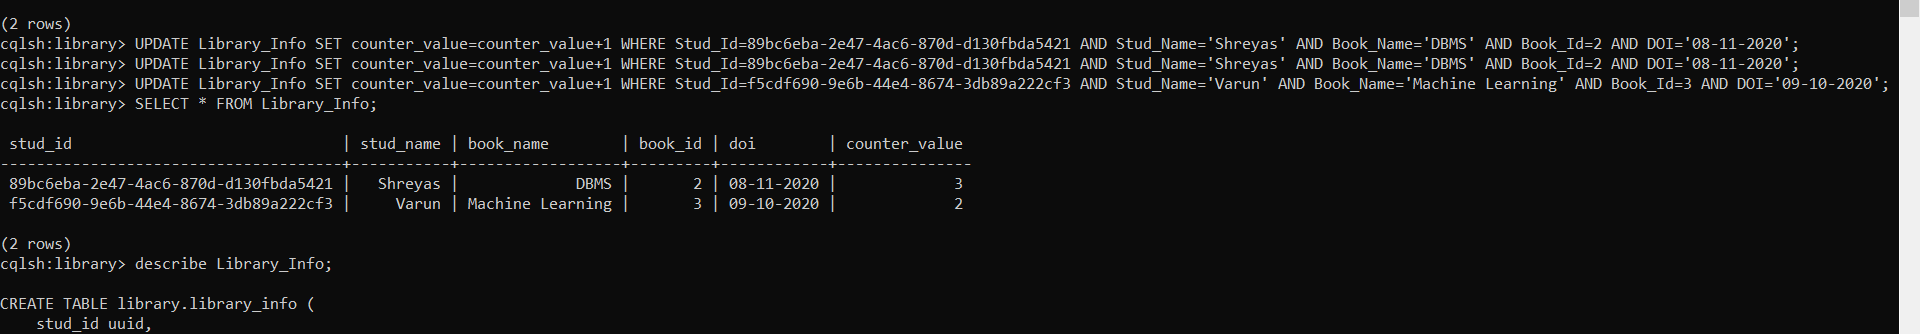 (2 rows)
cqlsh:library> UPDATE Library_Info SET counter_value=counter_value+1 WHERE Stud_Id=89bc6eba-2e47-4ac6-870d-d130fbda5421 AND Stud_Name='Shreyas' AND Book_Name='DBMS' AND Book_Id=2 AND DOI='08-11-2020';
cqlsh:library> UPDATE Library_Info SET counter_value=counter_value+1 WHERE Stud_Id=89bc6eba-2e47-4ac6-870d-d130fbda5421 AND Stud_Name='Shreyas' AND Book_Name='DBMS' AND Book_Id=2 AND DOI='08-11-2020';
cqlsh:library> UPDATE Library_Info SET counter_value=counter_value+1 WHERE Stud_Id=f5cdf690-9e6b-44e4-8674-3db89a222cf3 AND Stud_Name='Varun' AND Book_Name='Machine Learning' AND Book_Id=3 AND DOI='09-10-2020';
cqlsh:library> SELECT * FROM Library_Info;
 stud_id                              | stud_name | book_name        | book_id | doi        | counter_value
--------------------------------------+-----------+------------------+---------+------------+---------------
 89bc6eba-2e47-4ac6-870d-d130fbda5421 |   Shreyas |             DBMS |       2 | 08-11-2020 |             3
 f5cdf690-9e6b-44e4-8674-3db89a222cf3 |     Varun | Machine Learning |       3 | 09-10-2020 |             2
(2 rows)
cqlsh:library> describe Library_Info;
CREATE TABLE library.library_info (
    stud_id uuid,